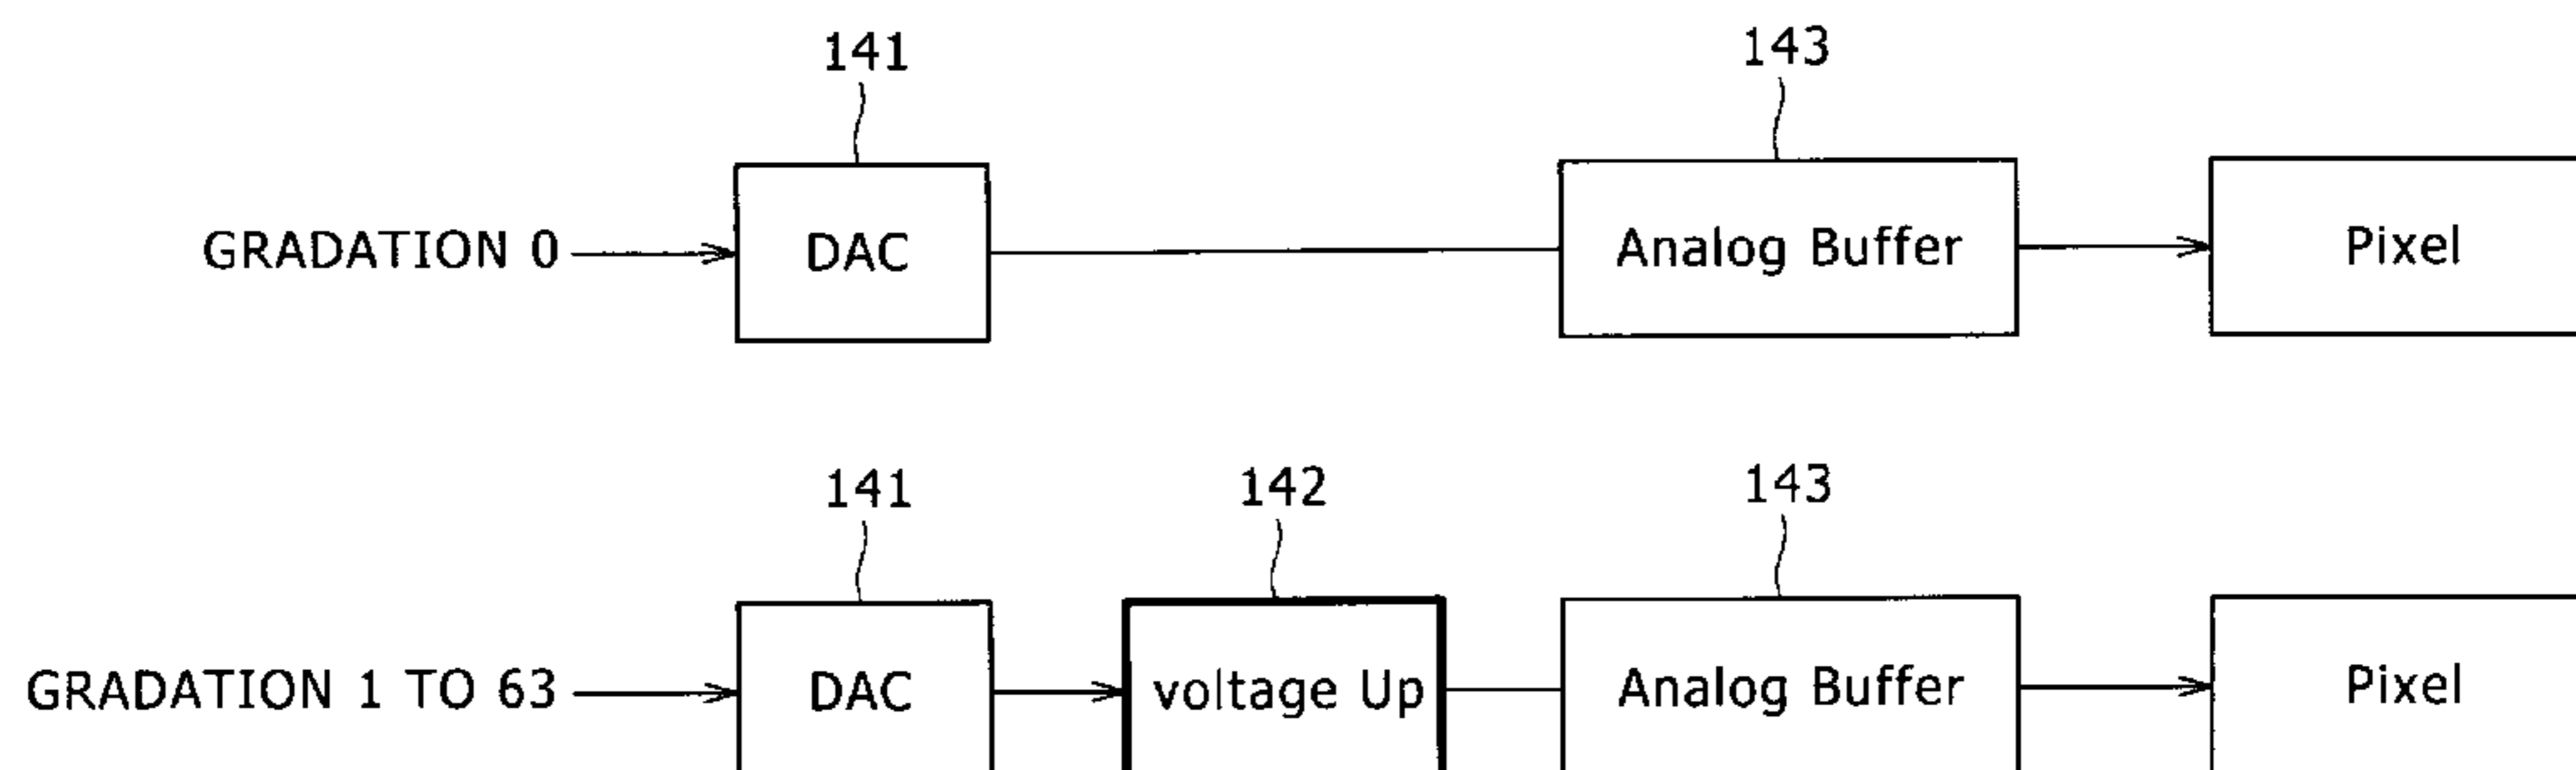 141 143
GRADATION 0 DAC Analog Buffer Pixel
141 142 143
GRADATION 1 TO 63 DAC voltage Up Analog Buffer Pixel